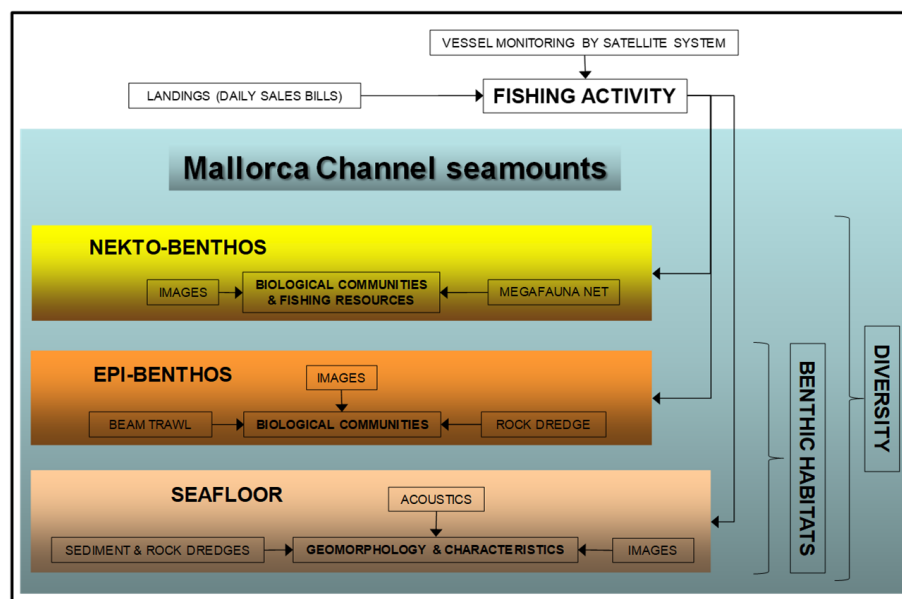 VESSEL MONITORING BY SATELLITE SYSTEM
LANDINGS (DAILY SALES BILLS)
FISHING ACTIVITY
Mallorca Channel seamounts
NEKTO-BENTHOS
IMAGES
BIOLOGICAL COMMUNITIES
& FISHING RESOURCES
MEGAFAUNA NET
EPI-BENTHOS
IMAGES
BEAM TRAWL
BIOLOGICAL COMMUNITIES
ROCK DREDGE
SEAFLOOR
ACOUSTICS
SEDIMENT & ROCK DREDGES
GEOMORPHOLOGY & CHARACTERISTICS
IMAGES
BENTHIC HABITATS
DIVERSITY